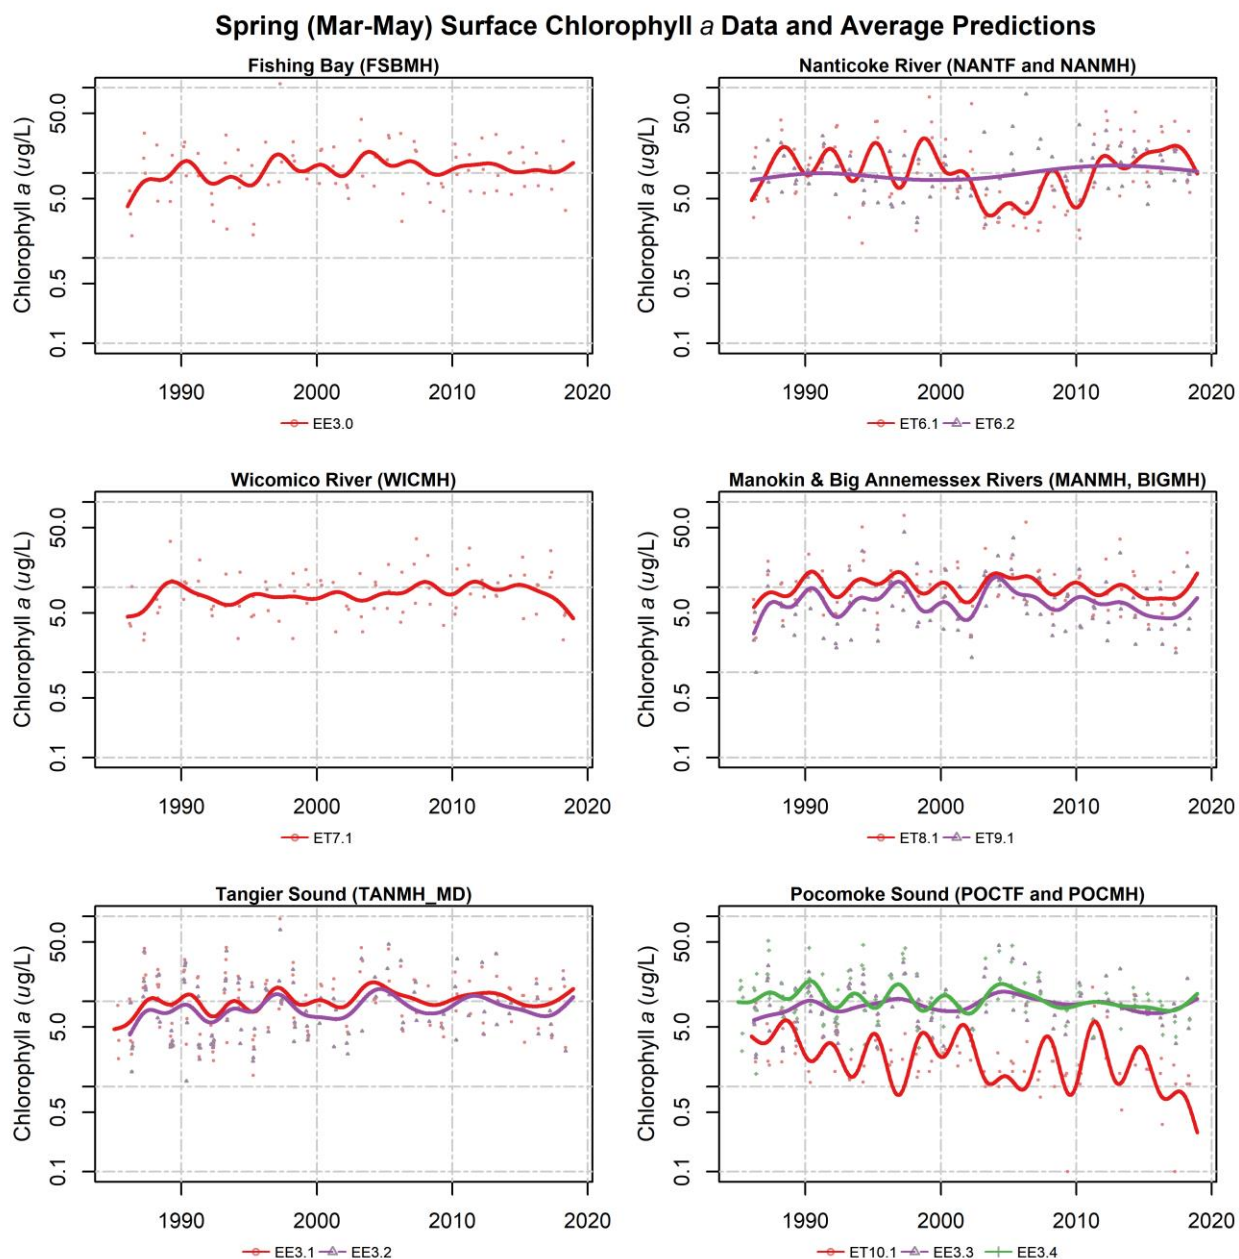 Spring (Mar-May) Surface Chlorophyll a Data and Average Predictions
Fishing Bay (FSBMH)
Chlorophyll a (ug/L)
50.0
5.0
0.5
0.1
1990 2000 2010 2020
EE3.0
Nanticoke River (NANTF and NANMH)
Chlorophyll a (ug/L)
50.0
5.0
0.5
0.1
1990 2000 2010 2020
ET6.1 ET6.2
Wicomico River (WICMH)
Chlorophyll a (ug/L)
50.0
5.0
0.5
0.1
1990 2000 2010 2020
ET7.1
Manokin & Big Annemessex Rivers (MANMH, BIGMH)
Chlorophyll a (ug/L)
50.0
5.0
0.5
0.1
1990 2000 2010 2020
ET8.1 ET9.1
Tangier Sound (TANMH_MD)
Chlorophyll a (ug/L)
50.0
5.0
0.5
0.1
1990 2000 2010 2020
EE3.1 EE3.2
Pocomoke Sound (POCTF and POCMH)
Chlorophyll a (ug/L)
50.0
5.0
0.5
0.1
1990 2000 2010 2020
ET10.1 EE3.3 EE3.4